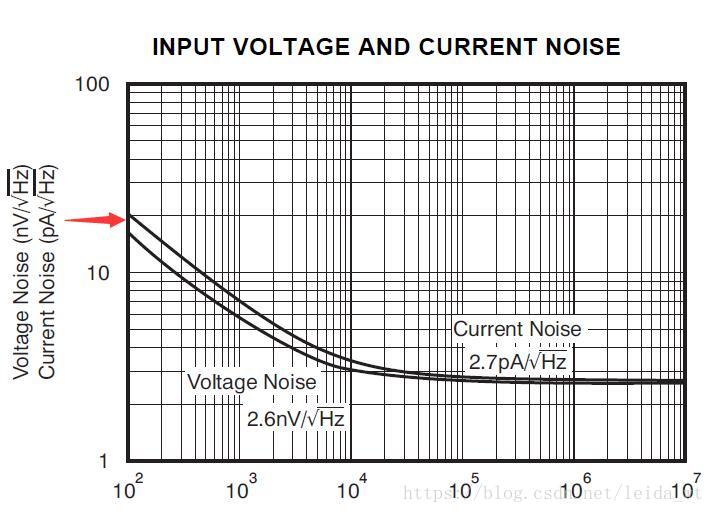 INPUT VOLTAGE AND CURRENT NOISE
100
10
1
Voltage Noise (nV/√Hz)
Current Noise (pA/√Hz)
Current Noise
2.7pA/√Hz
Voltage Noise
2.6nV/√Hz
10² 10³ 10⁴ 10⁵ 10⁶ 10⁷